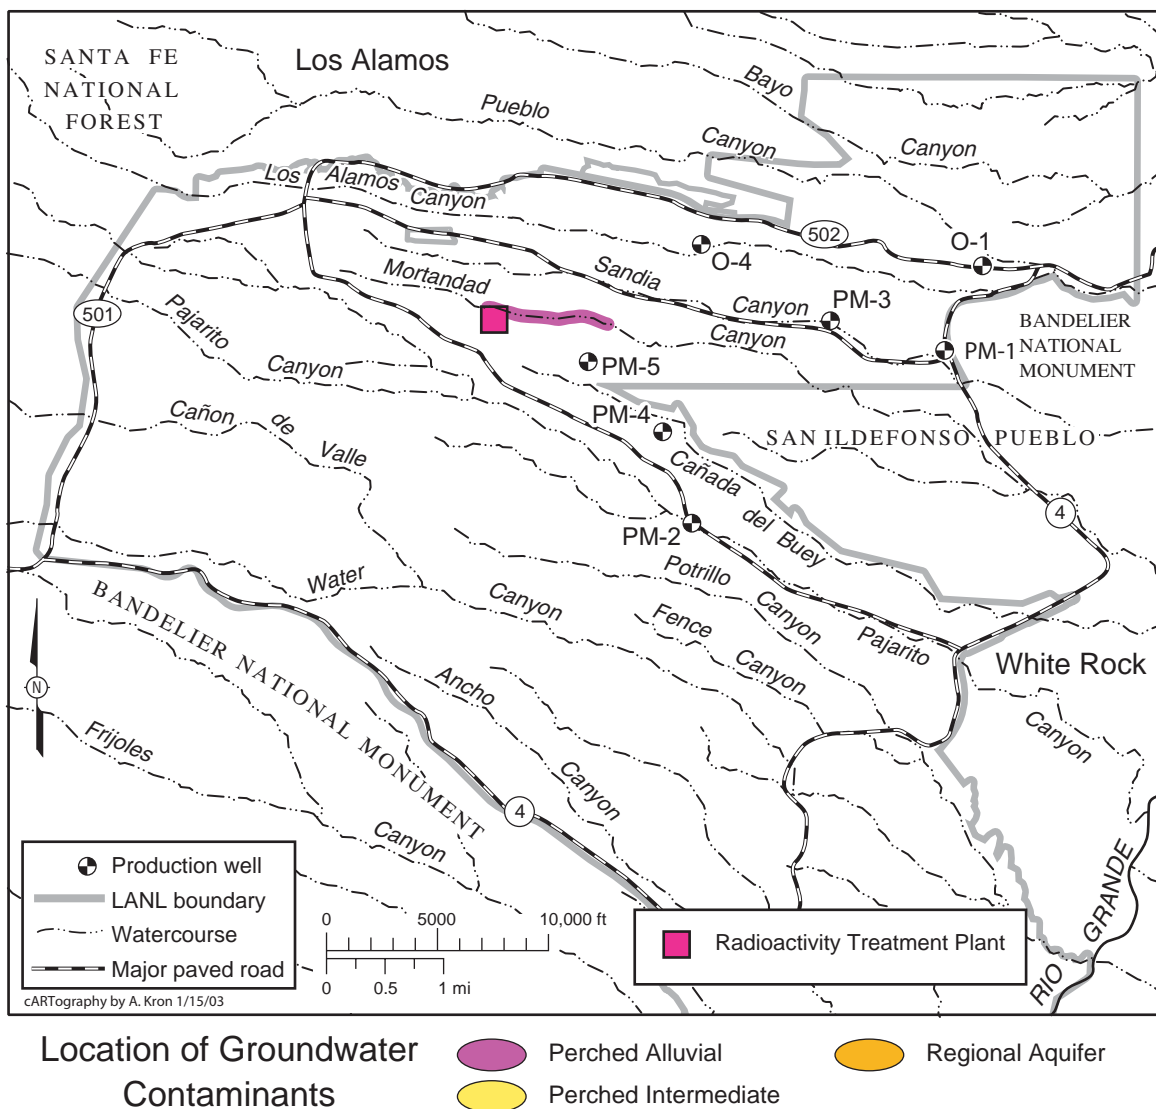 SANTA FE
NATIONAL
FOREST
Los Alamos
Bayo
Canyon
Pueblo
Canyon
Los Alamos
Canyon
502
O-1
O-4
Sandia
Canyon
PM-3
Mortandad
Canyon
501
Pajarito
Canyon
PM-1
BANDELIER
NATIONAL
MONUMENT
PM-5
Cañon
de
Valle
PM-4
SAN ILDEFONSO PUEBLO
Cañada
del Buey
4
PM-2
Water
Canyon
Potrillo
Canyon
Fence
Canyon
Pajarito
White Rock
Canyon
BANDELIER NATIONAL MONUMENT
Ancho
Canyon
Frijoles
Canyon
4
N
RIO GRANDE
Production well
LANL boundary
Watercourse
Major paved road
cARTography by A. Kron 1/15/03
0 5000 10,000 ft
0 0.5 1 mi
Radioactivity Treatment Plant
Location of Groundwater
Contaminants
Perched Alluvial
Regional Aquifer
Perched Intermediate